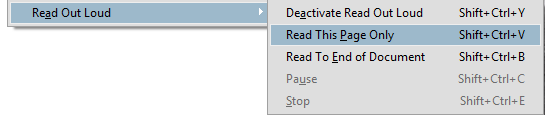 Read Out Loud
Deactivate Read Out Loud Shift+Ctrl+Y
Read This Page Only Shift+Ctrl+V
Read To End of Document Shift+Ctrl+B
Pause Shift+Ctrl+C
Stop Shift+Ctrl+E